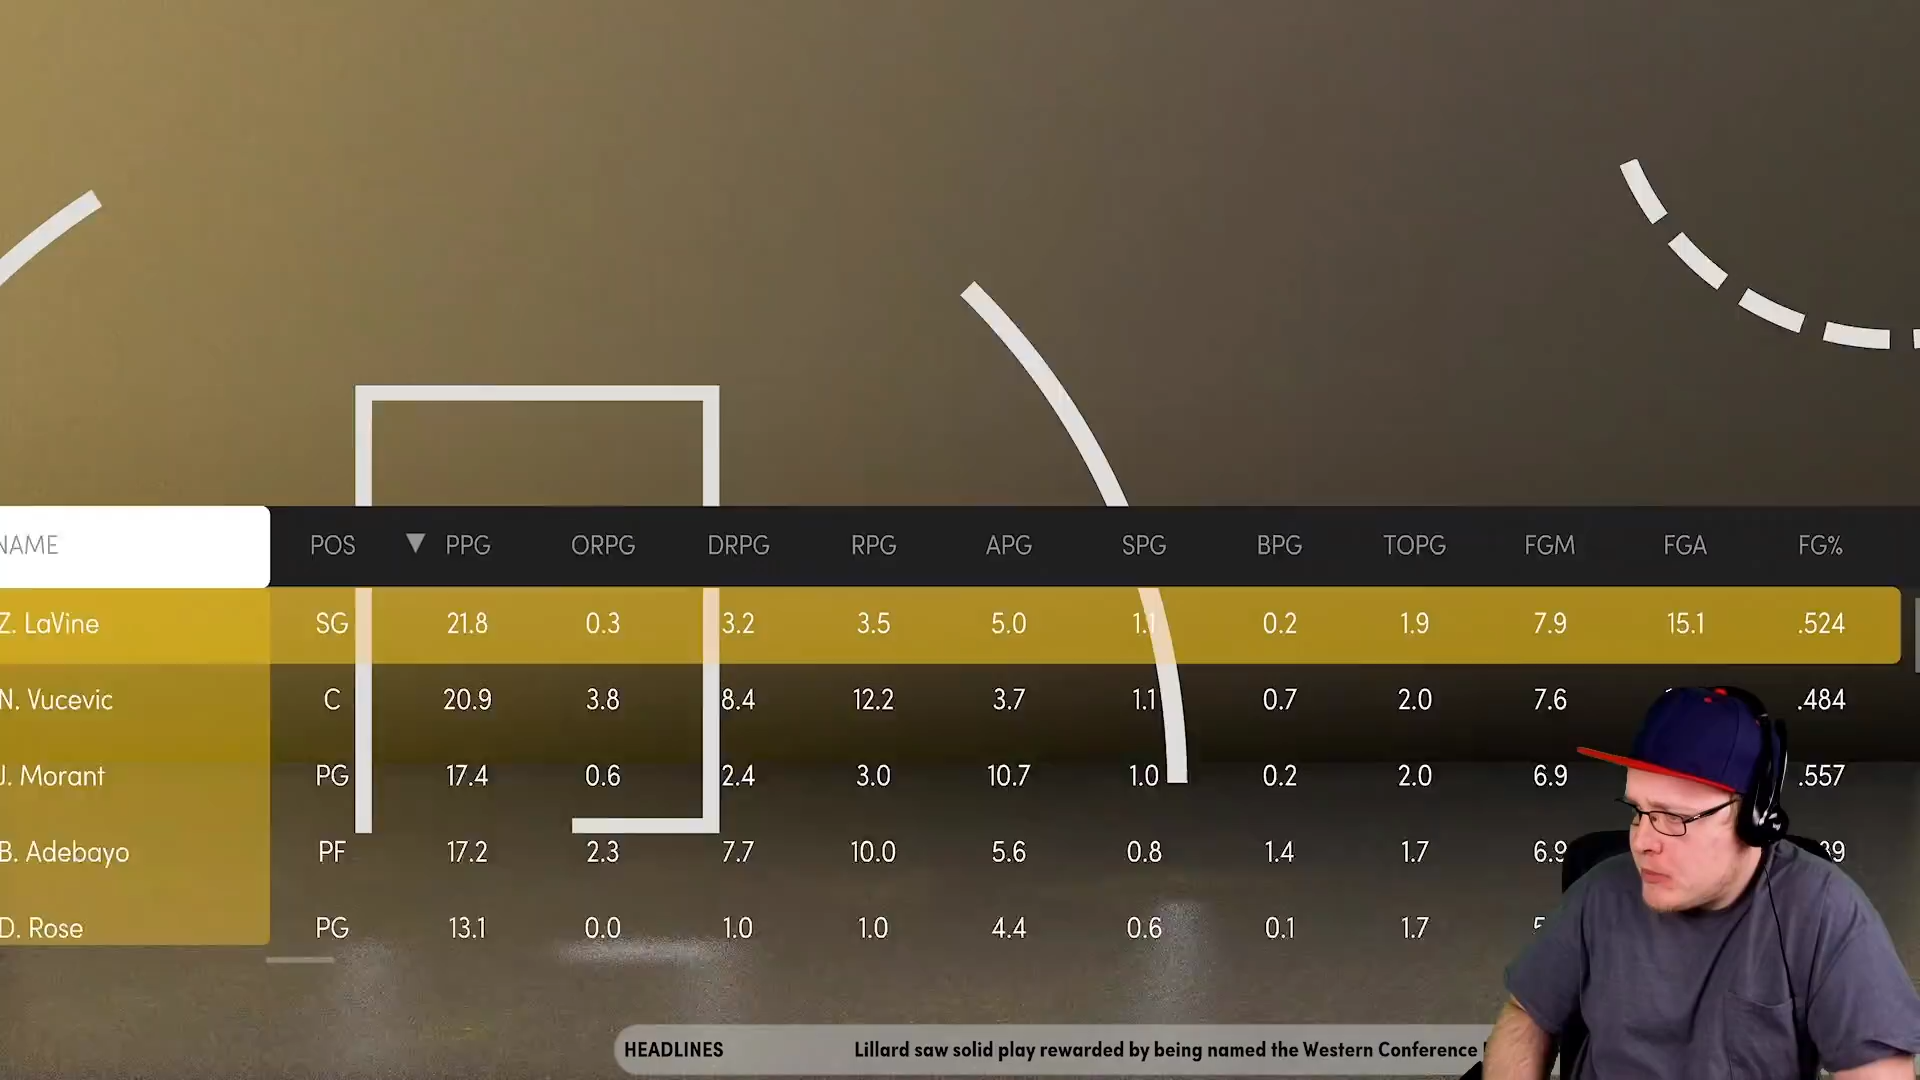 NAME POS ▼ PPG ORPG DRPG RPG APG SPG BPG TOPG FGM FGA FG%
Z. LaVine SG 21.8 0.3 3.2 3.5 5.0 1.1 0.2 1.9 7.9 15.1 .524
N. Vucevic C 20.9 3.8 8.4 12.2 3.7 1.1 0.7 2.0 7.6 .484
J. Morant PG 17.4 0.6 2.4 3.0 10.7 1.0 0.2 2.0 6.9 .557
B. Adebayo PF 17.2 2.3 7.7 10.0 5.6 0.8 1.4 1.7 6.9
D. Rose PG 13.1 0.0 1.0 1.0 4.4 0.6 0.1 1.7
HEADLINES Lillard saw solid play rewarded by being named the Western Conference